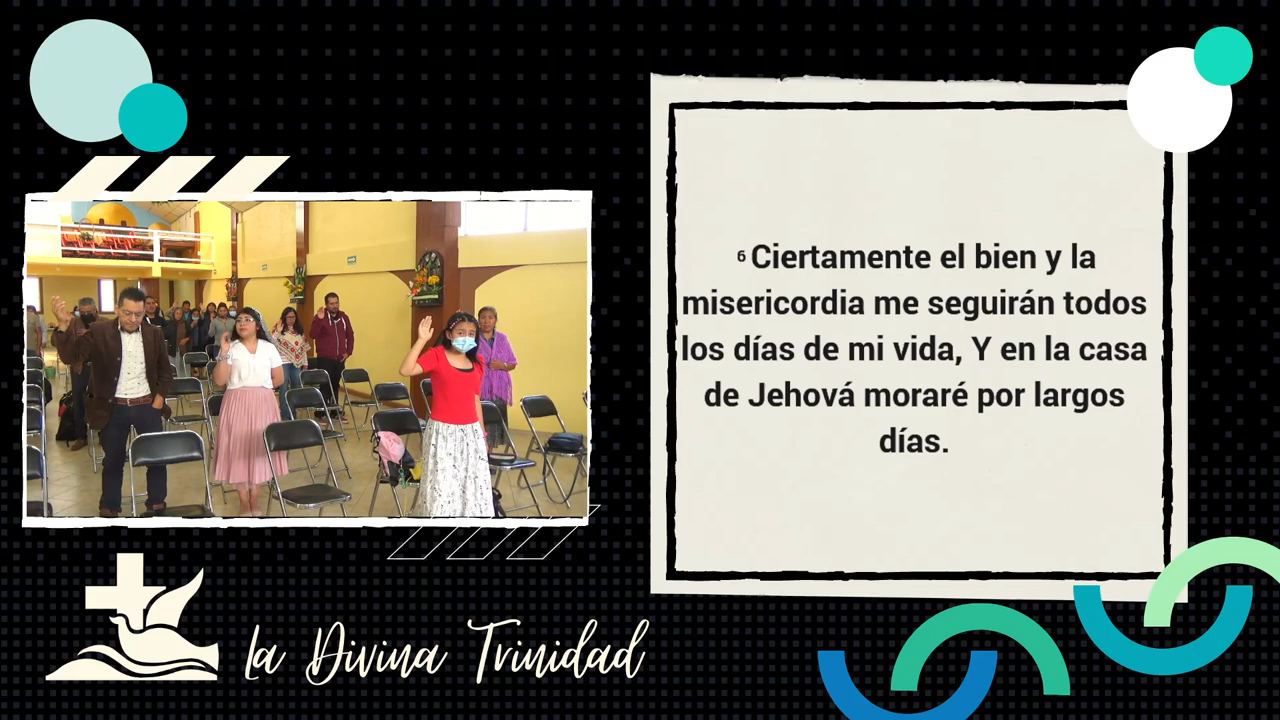 ⁶ Ciertamente el bien y la
misericordia me seguirán todos
los días de mi vida, Y en la casa
de Jehová moraré por largos
días.
La Divina Trinidad